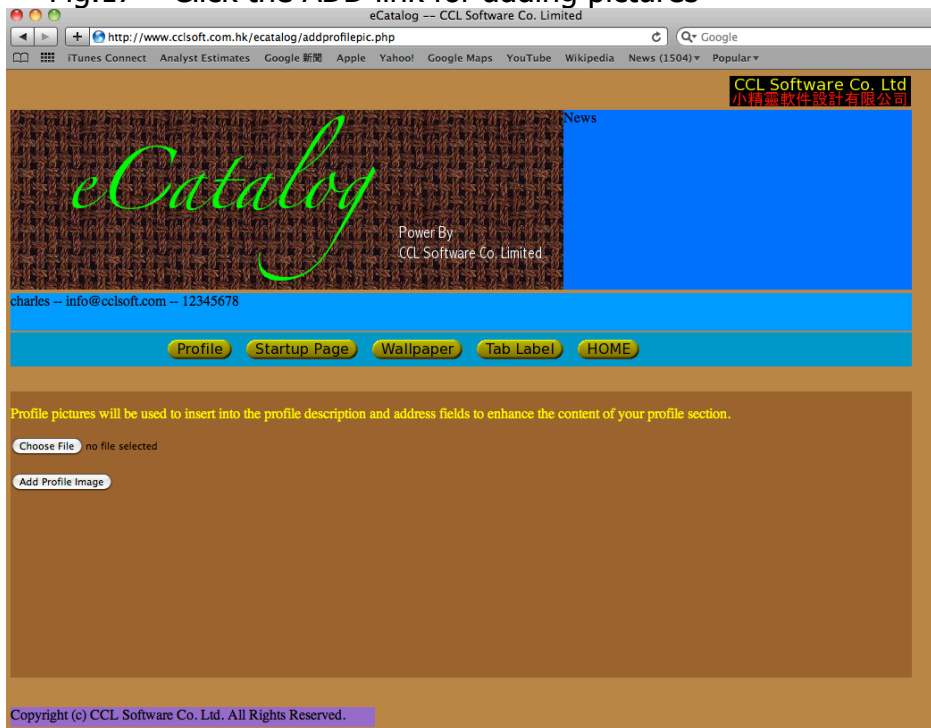 Fig.17 Click the ADD link for adding pictures
eCatalog -- CCL Software Co. Limited
http://www.cclsoft.com.hk/ecatalog/addprofilepic.php
Google
iTunes Connect Analyst Estimates Google 新聞 Apple Yahoo! Google Maps YouTube Wikipedia News (1504) Popular
CCL Software Co. Ltd
小精靈軟件設計有限公司
eCatalog
Power By
CCL Software Co. Limited
News
charles -- info@cclsoft.com -- 12345678
Profile Startup Page Wallpaper Tab Label HOME
Profile pictures will be used to insert into the profile description and address fields to enhance the content of your profile section.
Choose File no file selected
Add Profile Image
Copyright (c) CCL Software Co. Ltd. All Rights Reserved.